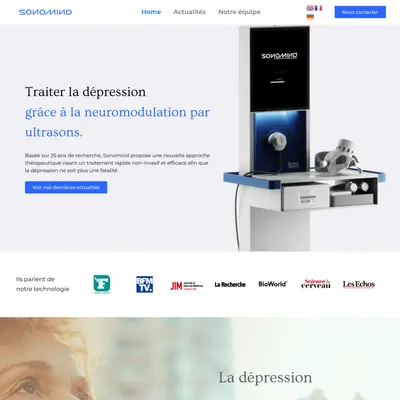 SONOMIND
Home
Actualités
Notre équipe
Nous contacter
SONOMIND
Traiter la dépression
grâce à la neuromodulation par
ultrasons.
Basée sur 25 ans de recherche, Sonomind propose une nouvelle approche
thérapeutique visant un traitement rapide non-invasif et efficace afin que
la dépression ne soit plus une fatalité.
Voir nos dernières actualités
Ils parlent de
notre technologie
BFM
TV.
JIM
La Recherche
BioWorld
Science &
cerveau
Les Echos
La dépression